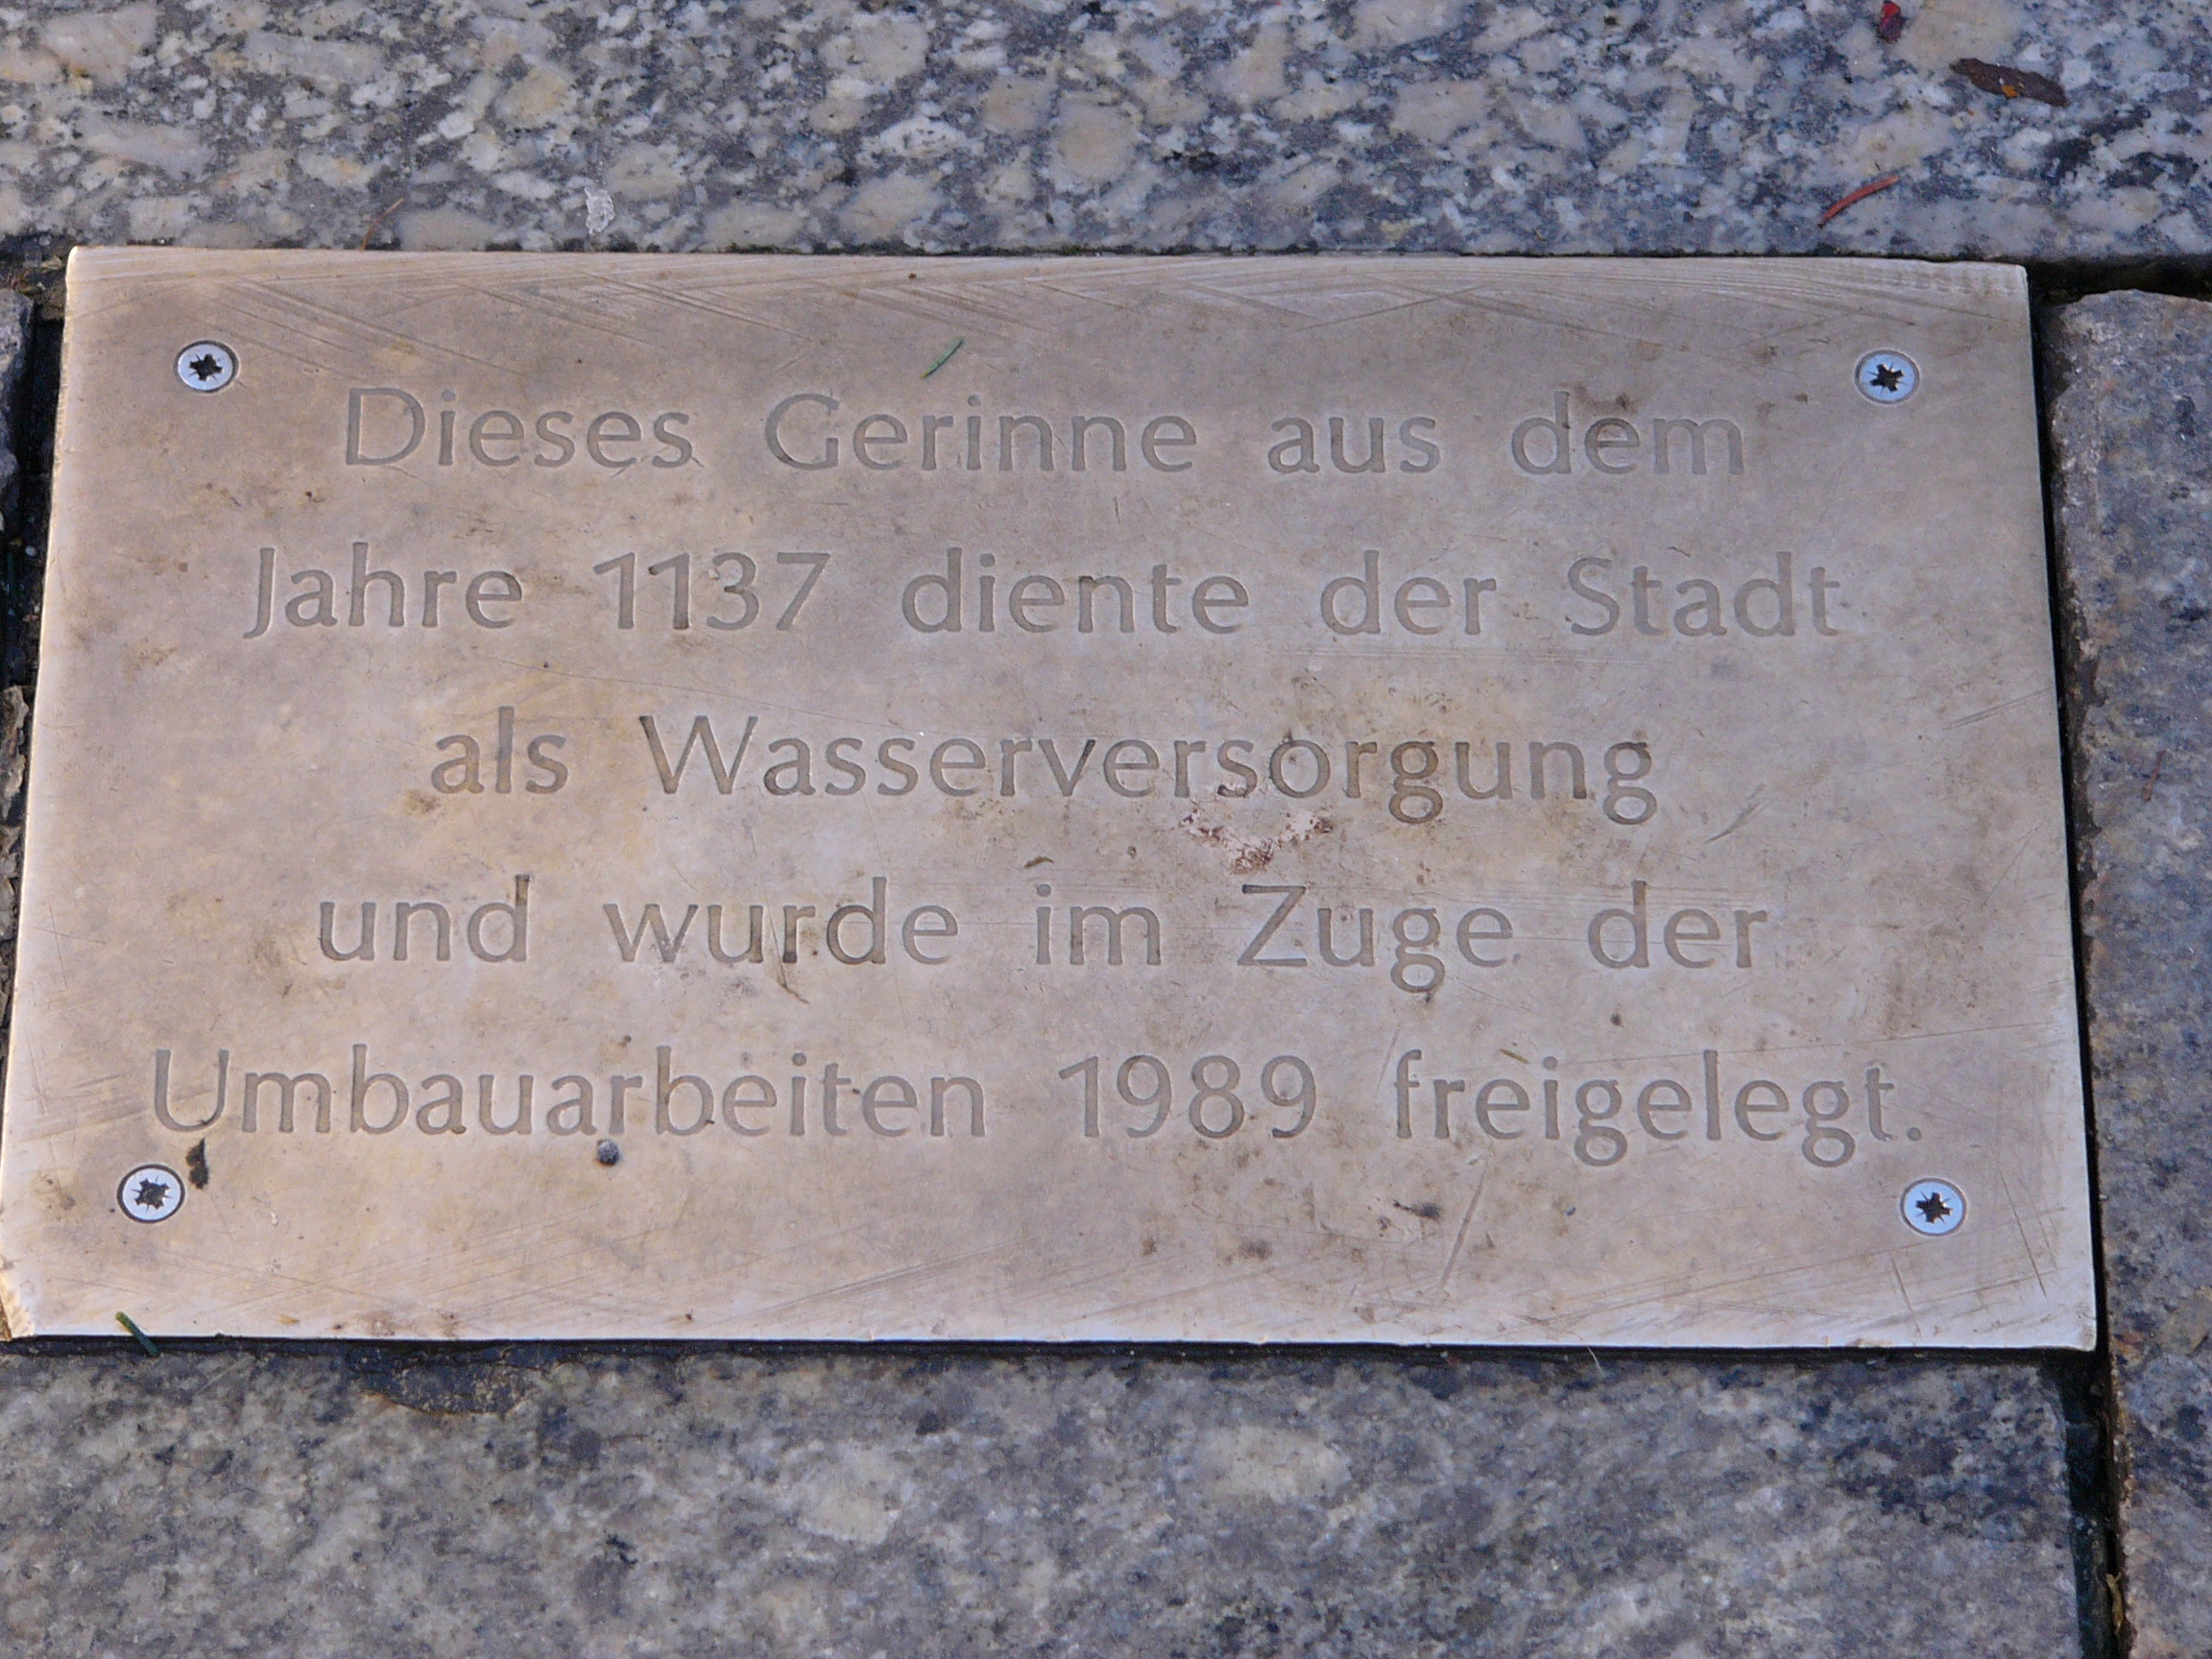 Dieses Gerinne aus dem
Jahre 1137 diente der Stadt
als Wasserversorgung
und wurde im Zuge der
Umbauarbeiten 1989 freigelegt.